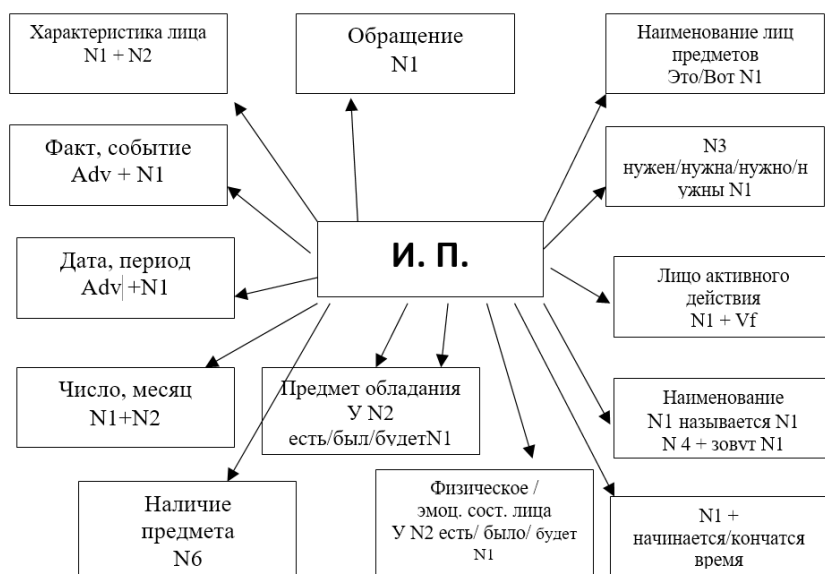 Характеристика лица
N1 + N2
Обращение
N1
Наименование лиц
предметов
Это/Вот N1
Факт, событие
Adv + N1
N3
нужен/нужна/нужно/н
ужны N1
И. П.
Дата, период
Adv +N1
Лицо активного
действия
N1 + Vf
Число, месяц
N1+N2
Предмет обладания
У N2
есть/был/будетN1
Наименование
N1 называется N1
N 4 + зовут N1
Наличие
предмета
N6
Физическое /
эмоц. сост. лица
У N2 есть/ было/ будет
N1
N1 +
начинается/кончатся
время